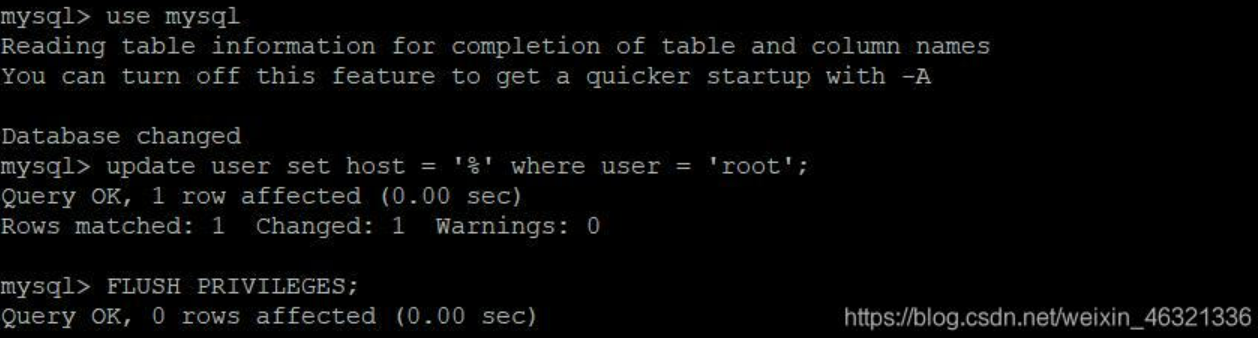 mysql> use mysql
Reading table information for completion of table and column names
You can turn off this feature to get a quicker startup with -A
Database changed
mysql> update user set host = '%' where user = 'root';
Query OK, 1 row affected (0.00 sec)
Rows matched: 1  Changed: 1  Warnings: 0
mysql> FLUSH PRIVILEGES;
Query OK, 0 rows affected (0.00 sec)
https://blog.csdn.net/weixin_46321336